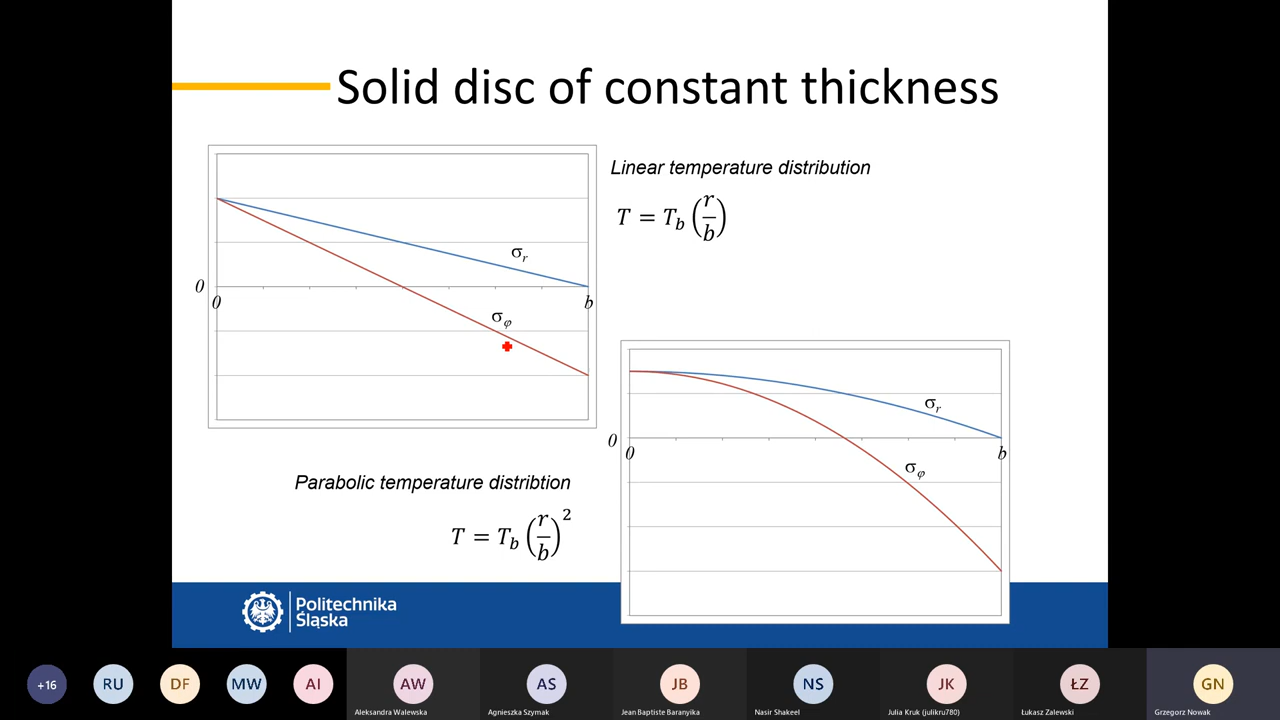 Solid disc of constant thickness
Linear temperature distribution
T = T_b (r/b)
σ_r
0
0
b
σ_φ
σ_r
0
0
b
σ_φ
Parabolic temperature distribtion
T = T_b (r/b)^2
Politechnika
Śląska
+16
RU
DF
MW
AI
AW
AS
JB
NS
JK
ŁZ
GN
Aleksandra Walewska
Agnieszka Szymak
Jean Baptiste Baranyika
Nasir Shakeel
Julia Kruk (julikru780)
Łukasz Zalewski
Grzegorz Nowak